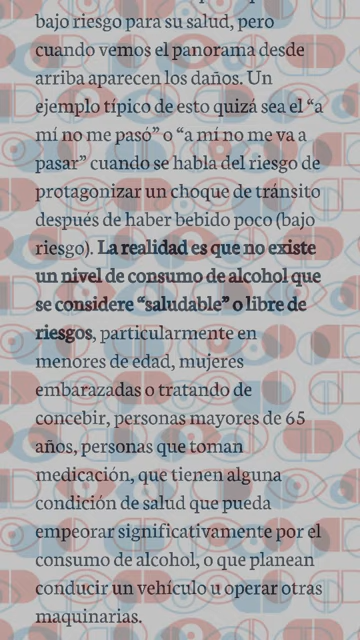 bajo riesgo para su salud, pero
cuando vemos el panorama desde
arriba aparecen los daños. Un
ejemplo típico de esto quizá sea el “a
mí no me pasó” o “a mí no me va a
pasar” cuando se habla del riesgo de
protagonizar un choque de tránsito
después de haber bebido poco (bajo
riesgo). La realidad es que no existe
un nivel de consumo de alcohol que
se considere “saludable” o libre de
riesgos, particularmente en
menores de edad, mujeres
embarazadas o tratando de
concebir, personas mayores de 65
años, personas que toman
medicación, que tienen alguna
condición de salud que pueda
empeorar significativamente por el
consumo de alcohol, o que planean
conducir un vehículo u operar otras
maquinarias.